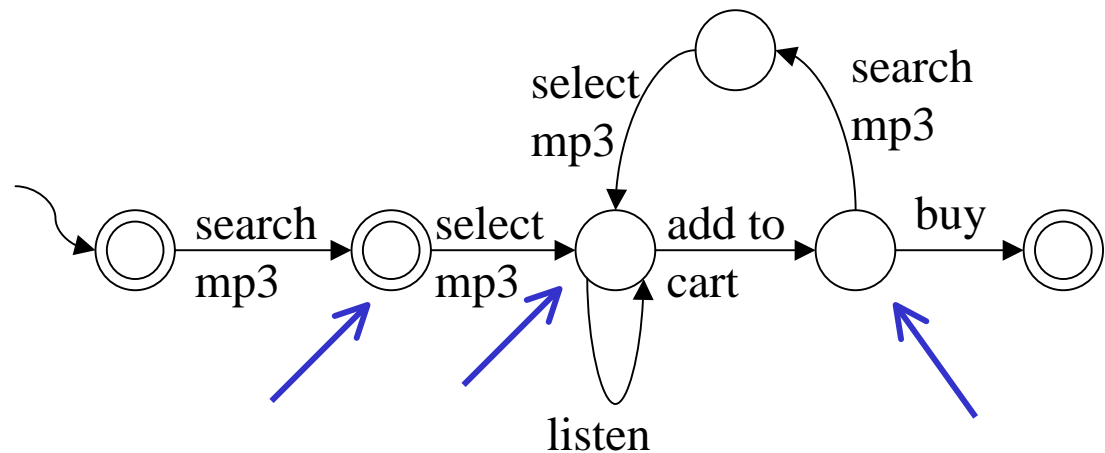 select
mp3
search
mp3
search
mp3
select
mp3
add to
cart
buy
listen